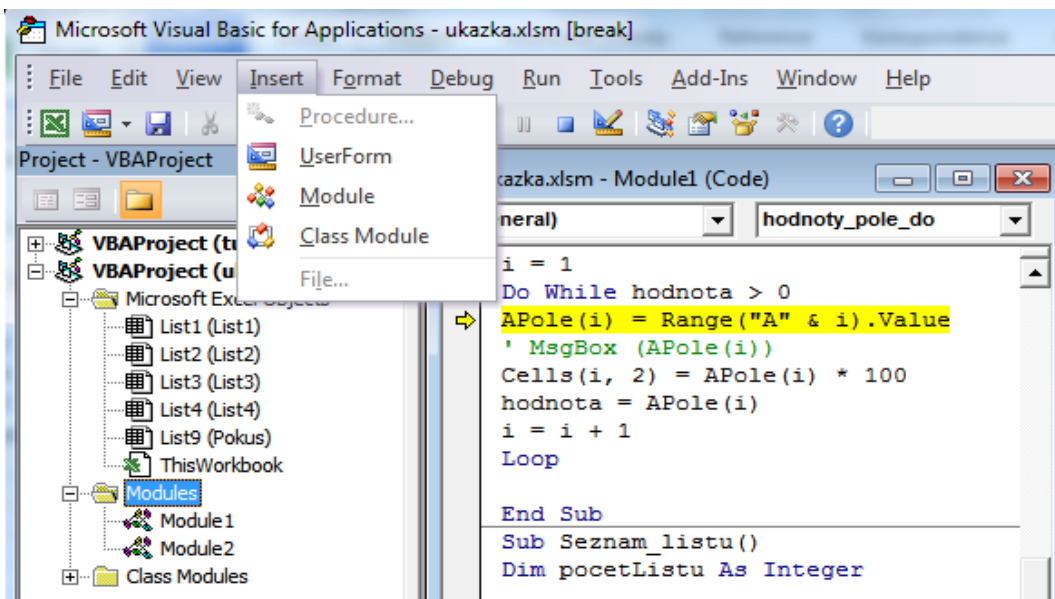 Microsoft Visual Basic for Applications - ukazka.xlsm [break]
File Edit View Insert Format Debug Run Tools Add-Ins Window Help
Procedure...
UserForm
Module
Class Module
File...
Project - VBAProject
VBAProject (
VBAProject (
Microsoft Excel Objects
List1 (List1)
List2 (List2)
List3 (List3)
List4 (List4)
List9 (Pokus)
ThisWorkbook
Modules
Module1
Module2
Class Modules
kazka.xlsm - Module1 (Code)
neral) hodnoty_pole_do
i = 1
Do While hodnota > 0
APole(i) = Range("A" & i).Value
' MsgBox (APole(i))
Cells(i, 2) = APole(i) * 100
hodnota = APole(i)
i = i + 1
Loop
End Sub
Sub Seznam_listu()
Dim pocetListu As Integer